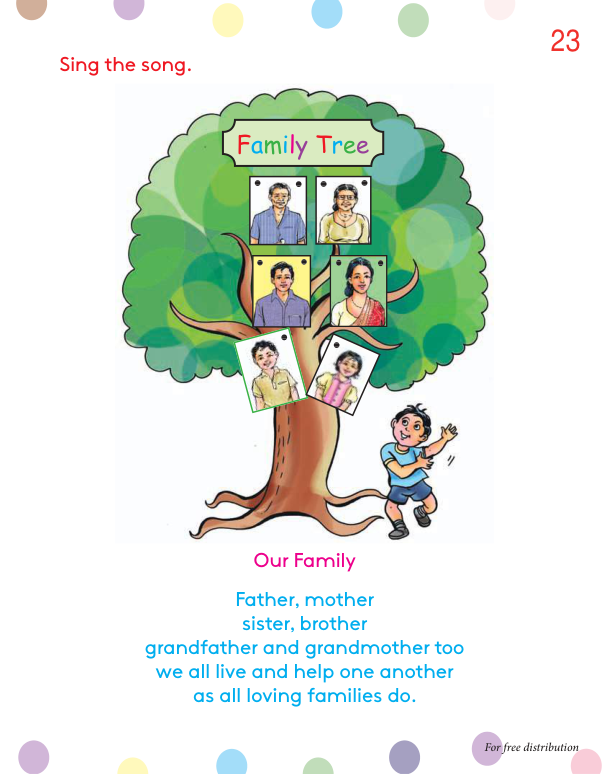 23
Sing the song.
Family Tree
Our Family
Father, mother
sister, brother
grandfather and grandmother too
we all live and help one another
as all loving families do.
For free distribution